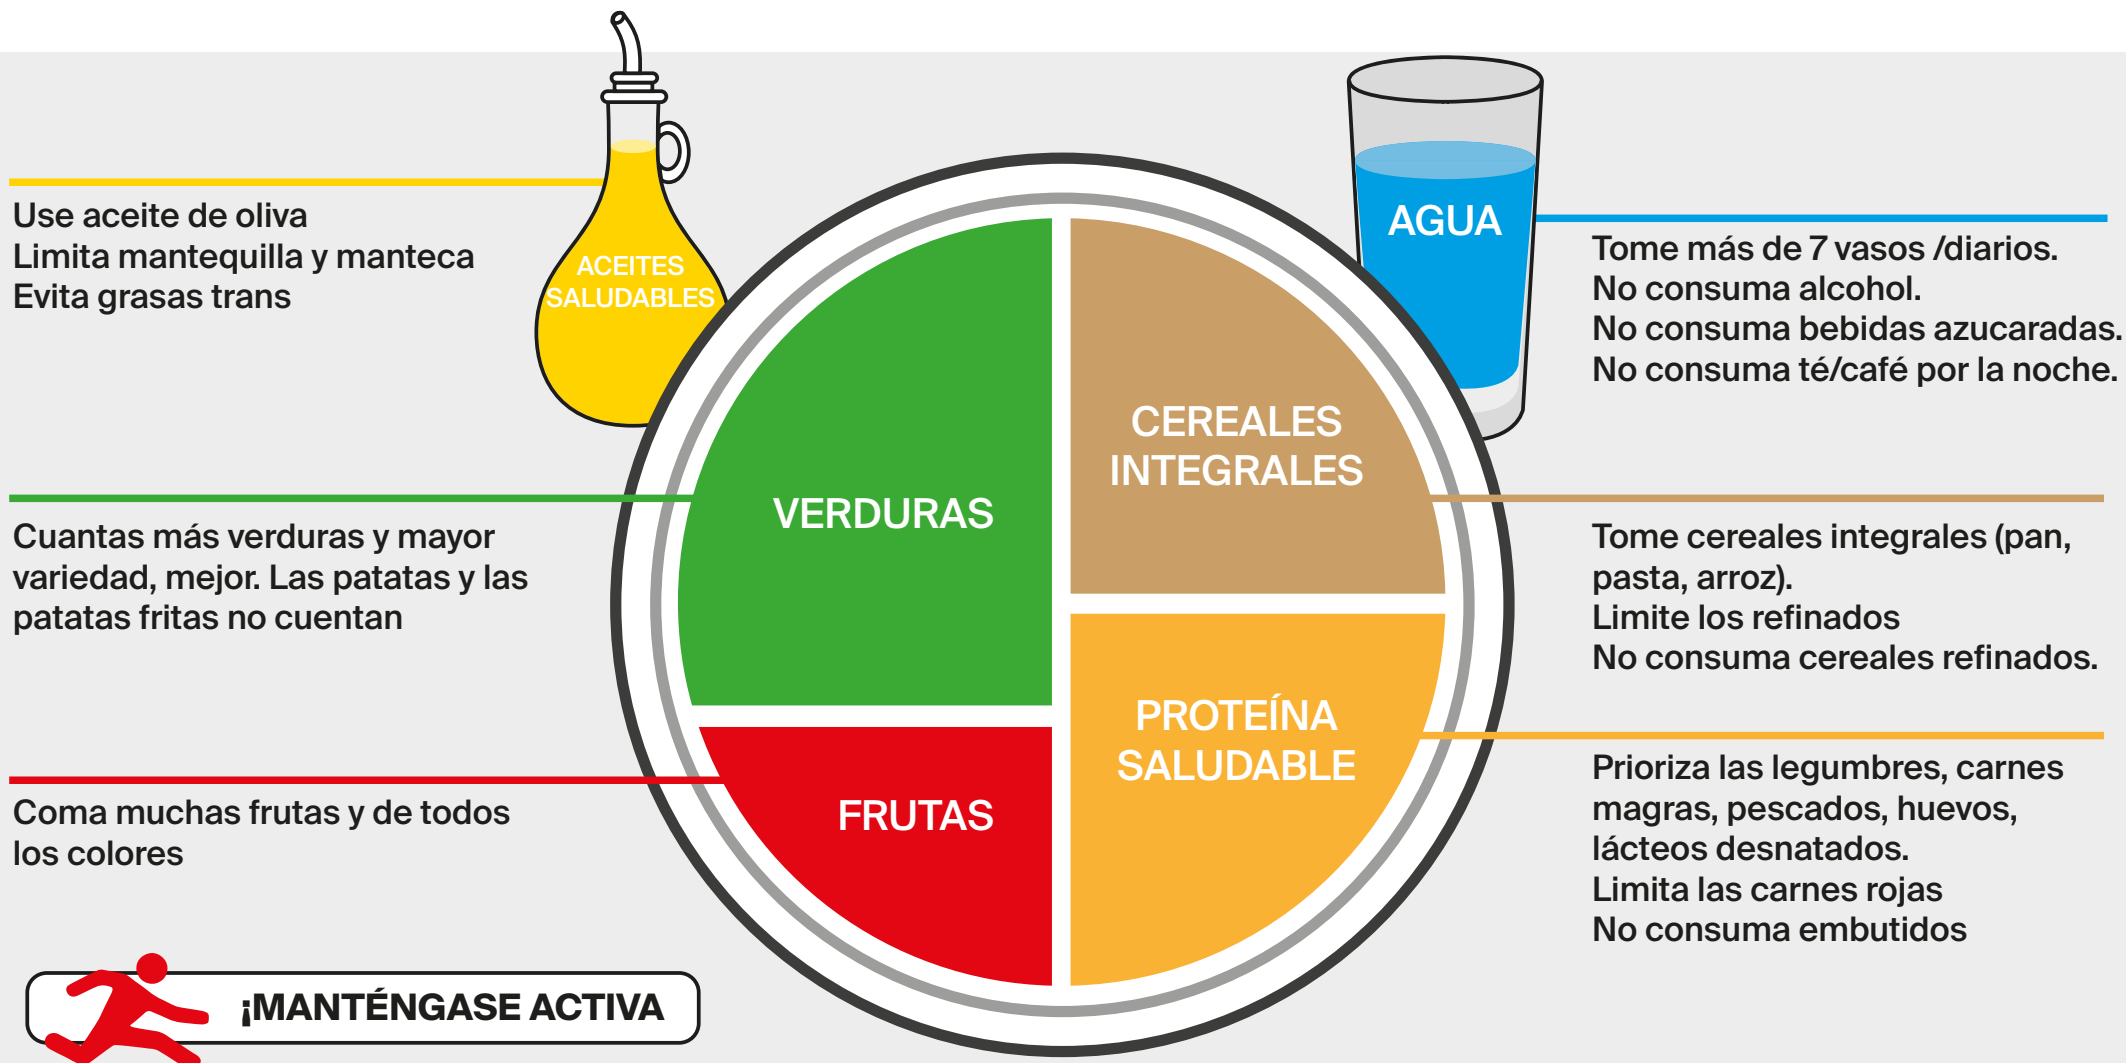 Use aceite de oliva
Limita mantequilla y manteca
Evita grasas trans
ACEITES
SALUDABLES
AGUA
Tome más de 7 vasos /diarios.
No consuma alcohol.
No consuma bebidas azucaradas.
No consuma té/café por la noche.
VERDURAS
Cuantas más verduras y mayor
variedad, mejor. Las patatas y las
patatas fritas no cuentan
CEREALES
INTEGRALES
Tome cereales integrales (pan,
pasta, arroz).
Limite los refinados
No consuma cereales refinados.
FRUTAS
Coma muchas frutas y de todos
los colores
PROTEÍNA
SALUDABLE
Prioriza las legumbres, carnes
magras, pescados, huevos,
lácteos desnatados.
Limita las carnes rojas
No consuma embutidos
¡MANTÉNGASE ACTIVA